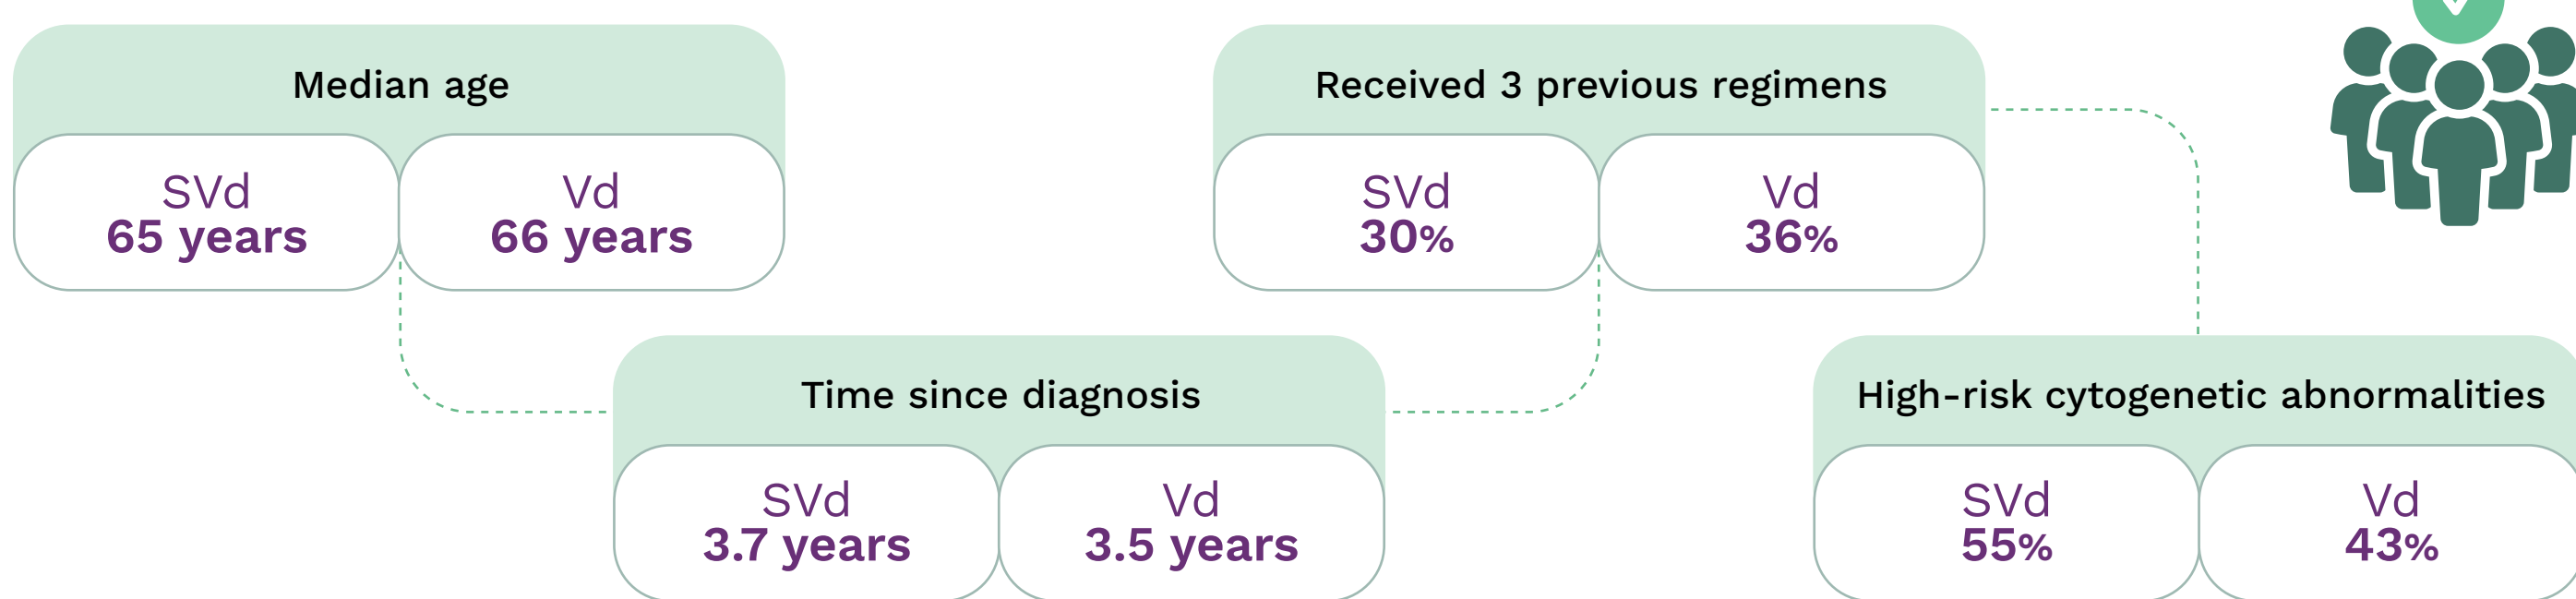 Median age
SVd
65 years
Vd
66 years
Time since diagnosis
SVd
3.7 years
Vd
3.5 years
Received 3 previous regimens
SVd
30%
Vd
36%
High-risk cytogenetic abnormalities
SVd
55%
Vd
43%